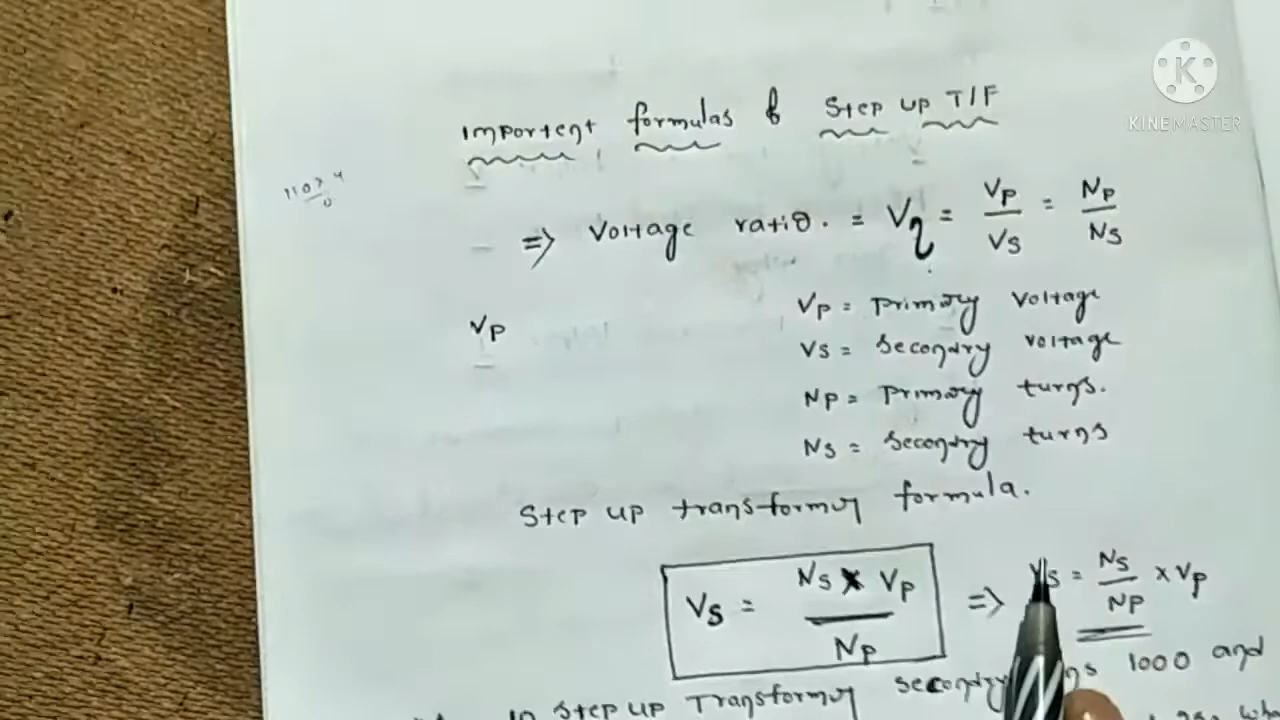 KINEMASTER
Importent formulas of Step up T/F
=> Voltage ratio. = Vη = Vp/Vs = Np/Ns
Vp
Vp = Primary Voltage
Vs = Secondry voltage
Np = Primary turns.
Ns = Secondry turns
Step up transformer formula.
Vs = Ns x Vp / Np => Vs = Ns/Np x Vp
In Step up Transformer secondry 1000 and